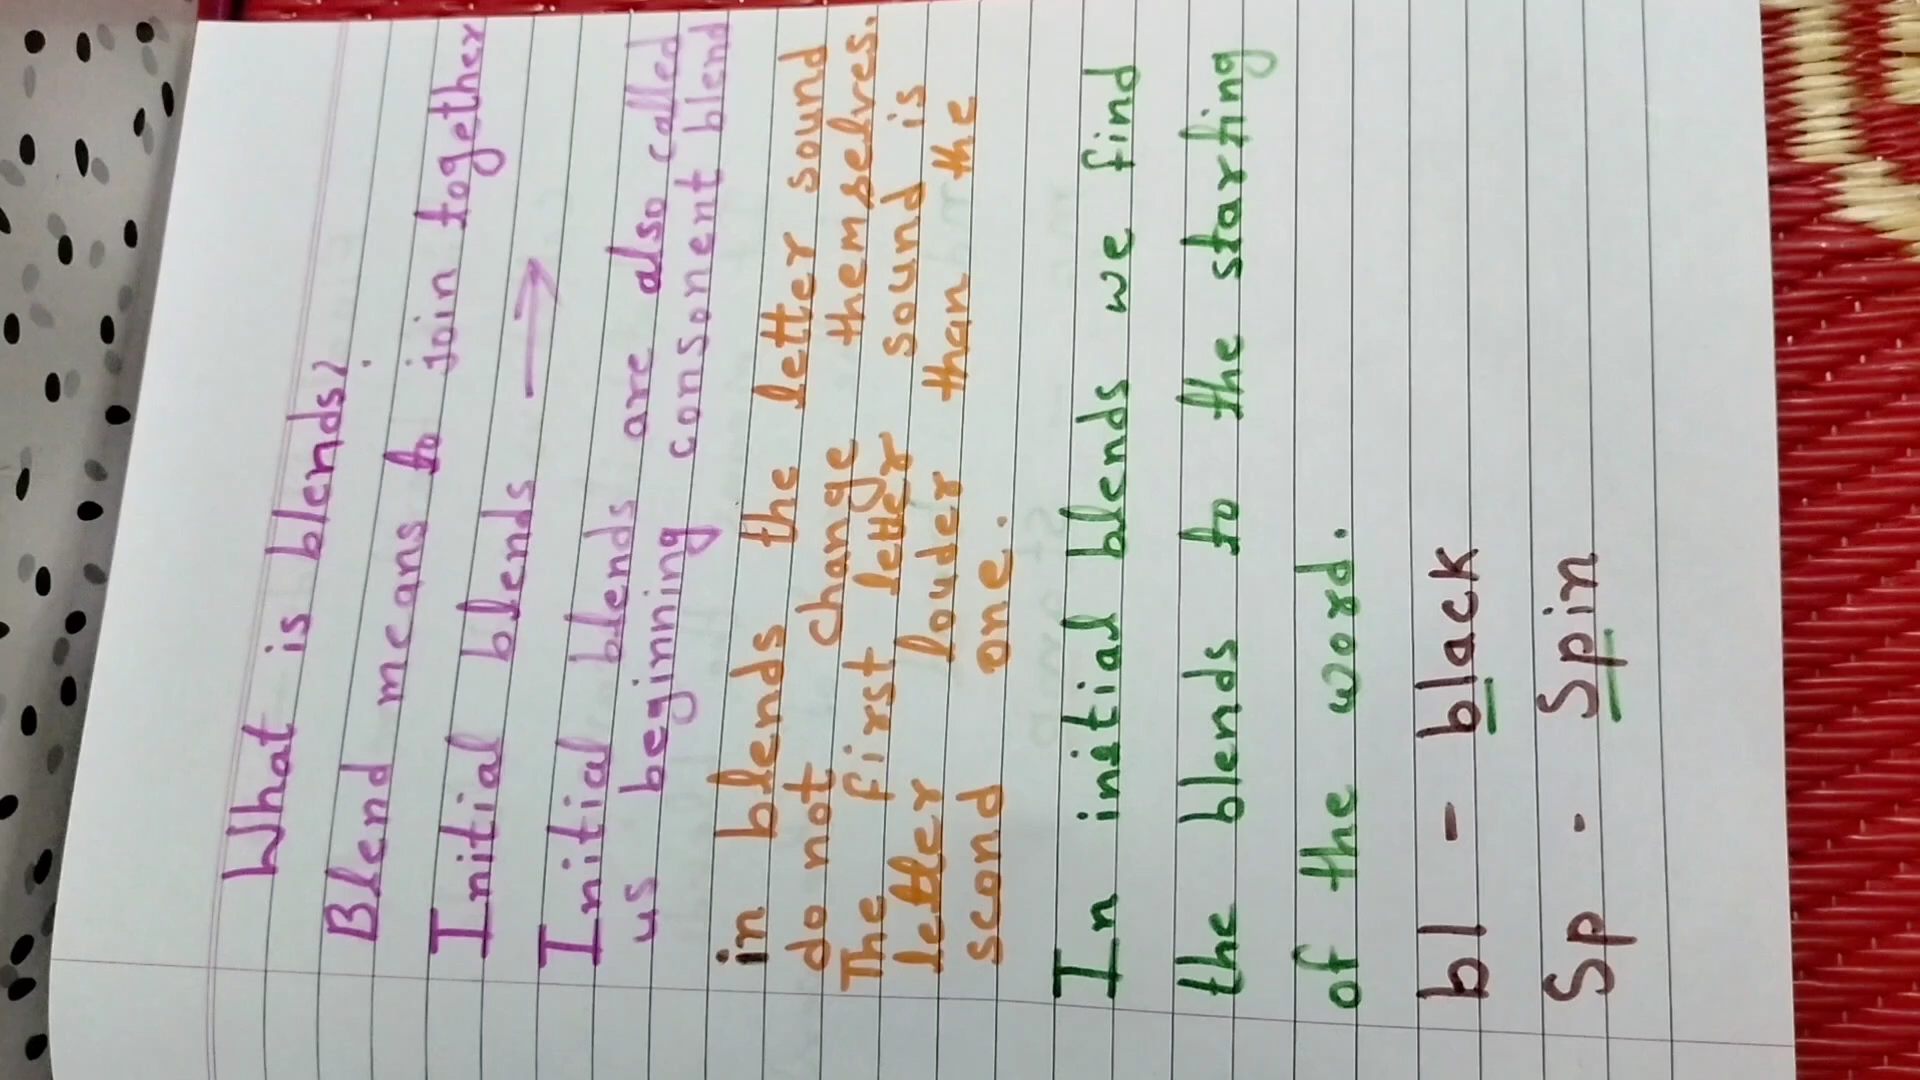 What is blends?
Blend means to join together
Initial blends →
Initial blends are also called
us beginning consonent blend
in blends the letter sound
do not change themselves.
The first letter sound is
letter louder than the
scond one.
In initial blends we find
the blends to the starting
of the word.
bl - black
Sp - Spin